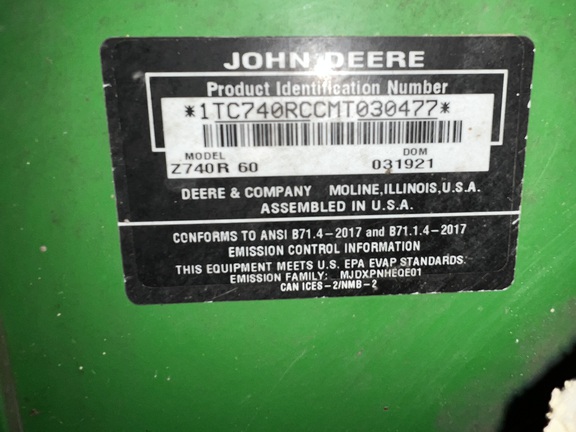 JOHN DEERE
Product Identification Number
*1TC740RCCMT030477*
MODEL DOM
Z740R 60 031921
DEERE & COMPANY MOLINE, ILLINOIS, U.S.A.
ASSEMBLED IN U.S.A.
CONFORMS TO ANSI B71.4-2017 and B71.1.4-2017
EMISSION CONTROL INFORMATION
THIS EQUIPMENT MEETS U.S. EPA EVAP STANDARDS.
EMISSION FAMILY: MJDXPNHEQE01
CAN ICES-2/NMB-2